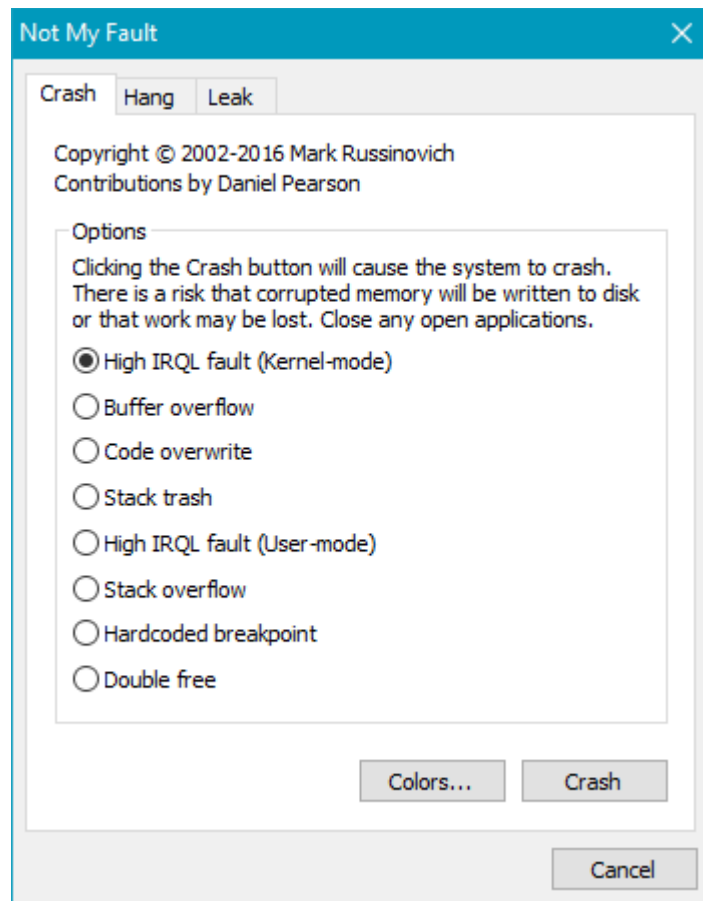 Not My Fault
Crash Hang Leak
Copyright © 2002-2016 Mark Russinovich
Contributions by Daniel Pearson
Options
Clicking the Crash button will cause the system to crash.
There is a risk that corrupted memory will be written to disk
or that work may be lost. Close any open applications.
High IRQL fault (Kernel-mode)
Buffer overflow
Code overwrite
Stack trash
High IRQL fault (User-mode)
Stack overflow
Hardcoded breakpoint
Double free
Colors... Crash
Cancel